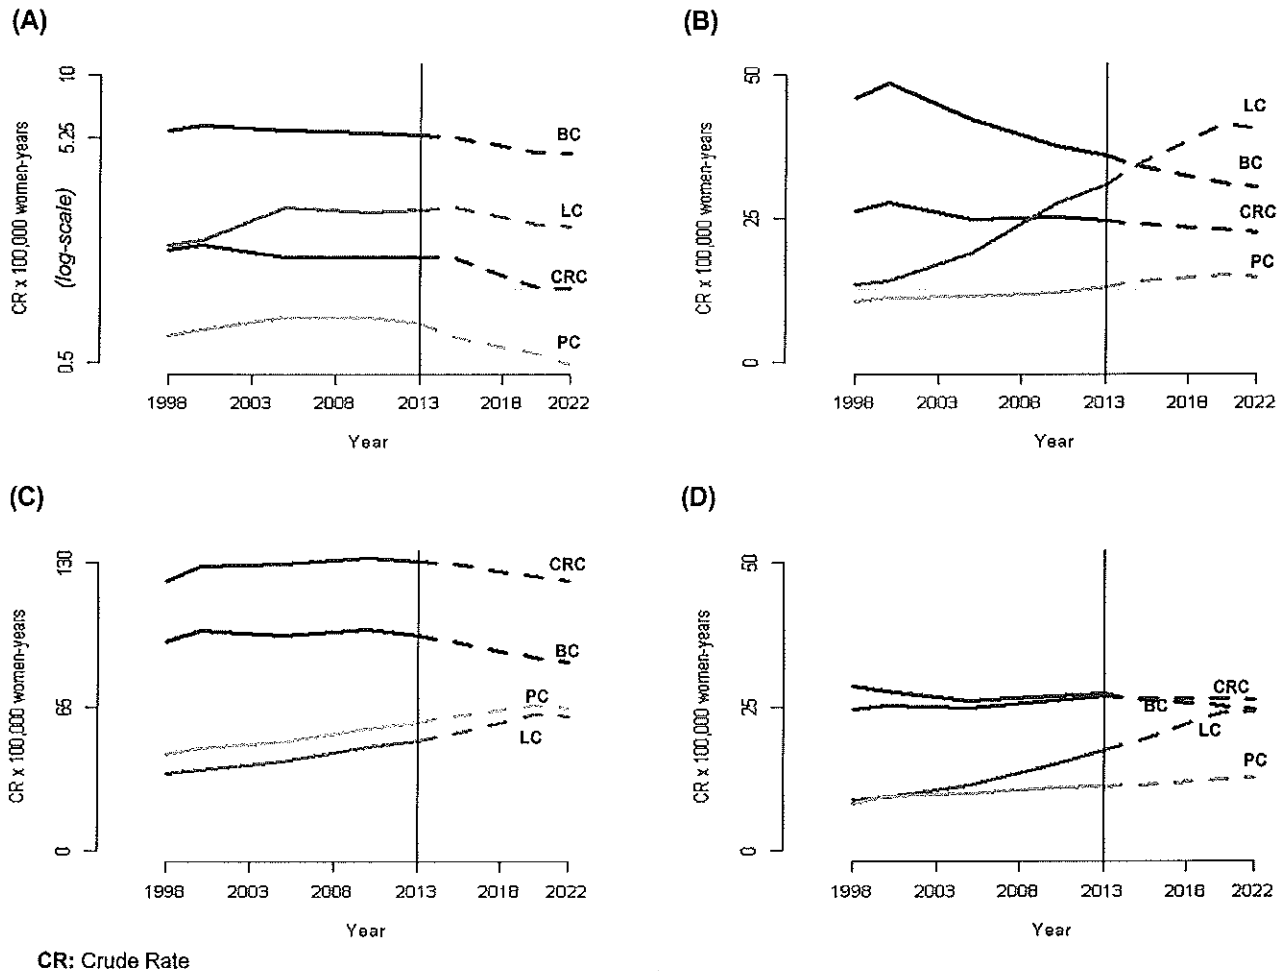 (A)
10
5.25
0.5
CR x 100,000 women-years
(log-scale)
BC
LC
CRC
PC
1998 2003 2008 2013 2018 2022
Year
(B)
50
25
0
CR x 100,000 women-years
LC
BC
CRC
PC
1998 2003 2008 2013 2018 2022
Year
(C)
130
65
0
CR x 100,000 women-years
CRC
BC
PC
LC
1998 2003 2008 2013 2018 2022
Year
(D)
50
25
0
CR x 100,000 women-years
CRC
BC
LC
PC
1998 2003 2008 2013 2018 2022
Year
CR: Crude Rate